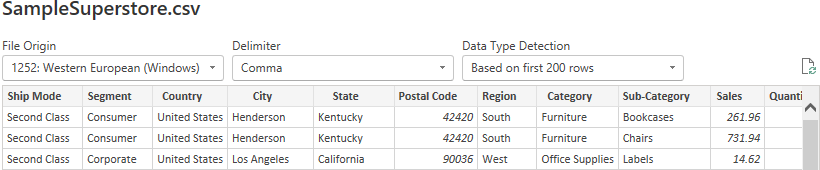 SampleSuperstore.csv
File Origin Delimiter Data Type Detection
1252: Western European (Windows) Comma Based on first 200 rows
Ship Mode Segment Country City State Postal Code Region Category Sub-Category Sales Quanti
Second Class Consumer United States Henderson Kentucky 42420 South Furniture Bookcases 261.96
Second Class Consumer United States Henderson Kentucky 42420 South Furniture Chairs 731.94
Second Class Corporate United States Los Angeles California 90036 West Office Supplies Labels 14.62